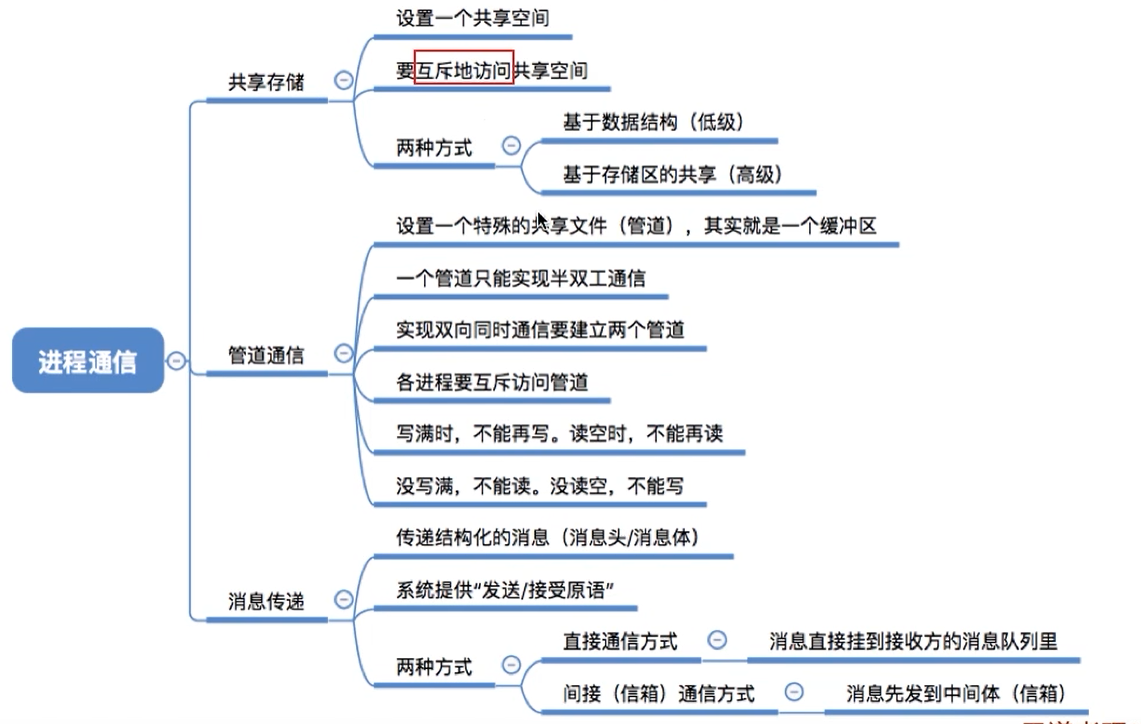 设置一个共享空间
要互斥地访问共享空间
共享存储
基于数据结构（低级）
两种方式
基于存储区的共享（高级）
设置一个特殊的共享文件（管道），其实就是一个缓冲区
一个管道只能实现半双工通信
实现双向同时通信要建立两个管道
进程通信
管道通信
各进程要互斥访问管道
写满时，不能再写。读空时，不能再读
没写满，不能读。没读空，不能写
传递结构化的消息（消息头/消息体）
系统提供“发送/接受原语”
消息传递
直接通信方式
消息直接挂到接收方的消息队列里
两种方式
间接（信箱）通信方式
消息先发到中间体（信箱）